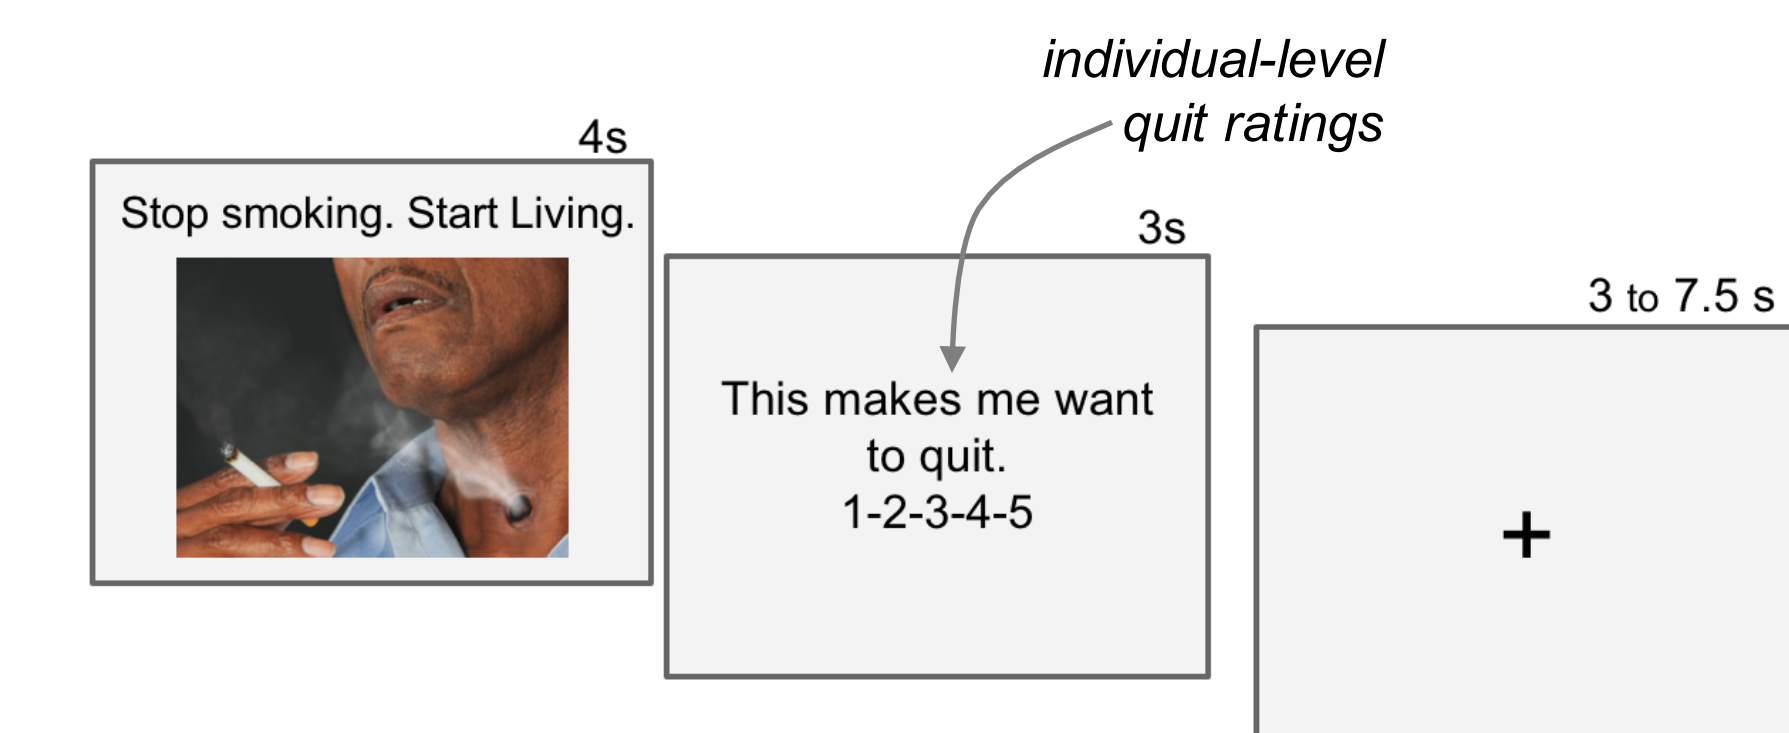 individual-level
quit ratings
4s
Stop smoking. Start Living.
3s
This makes me want
to quit.
1-2-3-4-5
3 to 7.5 s
+